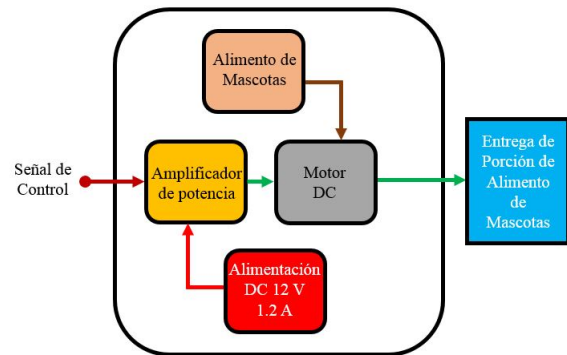 Alimento de
Mascotas
Señal de
Control
Amplificador
de potencia
Motor
DC
Entrega de
Porción de
Alimento
de
Mascotas
Alimentación
DC 12 V
1.2 A